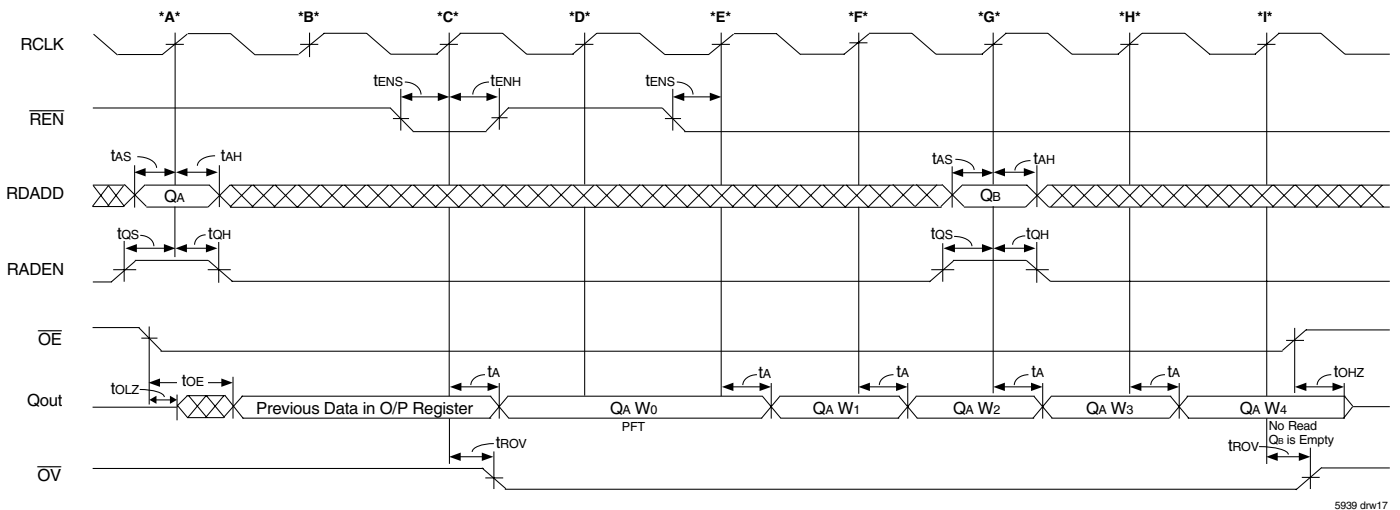 *A* *B* *C* *D* *E* *F* *G* *H* *I*
RCLK
tENS tENH tENS
REN
tAS tAH tAS tAH
RDADD QA QB
tQS tQH tQS tQH
RADEN
OE
tOLZ tOE tA tA tA tA tA tOHZ
Qout Previous Data in O/P Register QA W0 QA W1 QA W2 QA W3 QA W4
PFT No Read
QB is Empty
tROV tROV
OV
5939 drw17